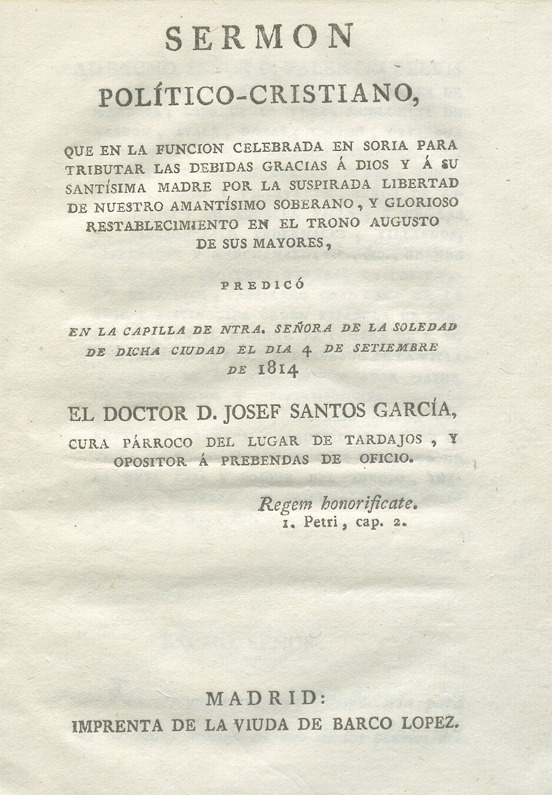 SERMON
POLÍTICO-CRISTIANO,
QUE EN LA FUNCION CELEBRADA EN SORIA PARA
TRIBUTAR LAS DEBIDAS GRACIAS Á DIOS Y Á SU
SANTÍSIMA MADRE POR LA SUSPIRADA LIBERTAD
DE NUESTRO AMANTÍSIMO SOBERANO, Y GLORIOSO
RESTABLECIMIENTO EN EL TRONO AUGUSTO
DE SUS MAYORES,
PREDICÓ
EN LA CAPILLA DE NTRA. SEÑORA DE LA SOLEDAD
DE DICHA CIUDAD EL DIA 4 DE SETIEMBRE
DE 1814
EL DOCTOR D. JOSEF SANTOS GARCÍA,
CURA PÁRROCO DEL LUGAR DE TARDAJOS, Y
OPOSITOR Á PREBENDAS DE OFICIO.
Regem honorificate.
1. Petri, cap. 2.
MADRID:
IMPRENTA DE LA VIUDA DE BARCO LOPEZ.